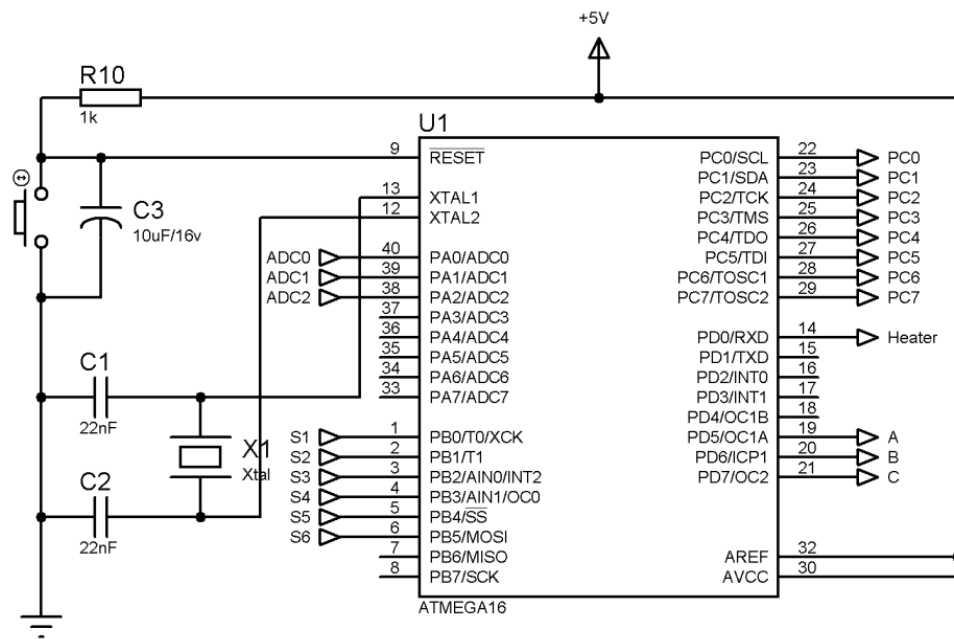 +5V
R10
1k
U1
9 RESET
13 XTAL1
12 XTAL2
C3
10uF/16v
ADC0 40 PA0/ADC0
ADC1 39 PA1/ADC1
ADC2 38 PA2/ADC2
37 PA3/ADC3
36 PA4/ADC4
35 PA5/ADC5
34 PA6/ADC6
33 PA7/ADC7
C1
22nF
X1
Xtal
C2
22nF
S1 1 PB0/T0/XCK
S2 2 PB1/T1
S3 3 PB2/AIN0/INT2
S4 4 PB3/AIN1/OC0
S5 5 PB4/SS
S6 6 PB5/MOSI
7 PB6/MISO
8 PB7/SCK
PC0/SCL 22 PC0
PC1/SDA 23 PC1
PC2/TCK 24 PC2
PC3/TMS 25 PC3
PC4/TDO 26 PC4
PC5/TDI 27 PC5
PC6/TOSC1 28 PC6
PC7/TOSC2 29 PC7
PD0/RXD 14 Heater
PD1/TXD 15
PD2/INT0 16
PD3/INT1 17
PD4/OC1B 18
PD5/OC1A 19 A
PD6/ICP1 20 B
PD7/OC2 21 C
AREF 32
AVCC 30
ATMEGA16